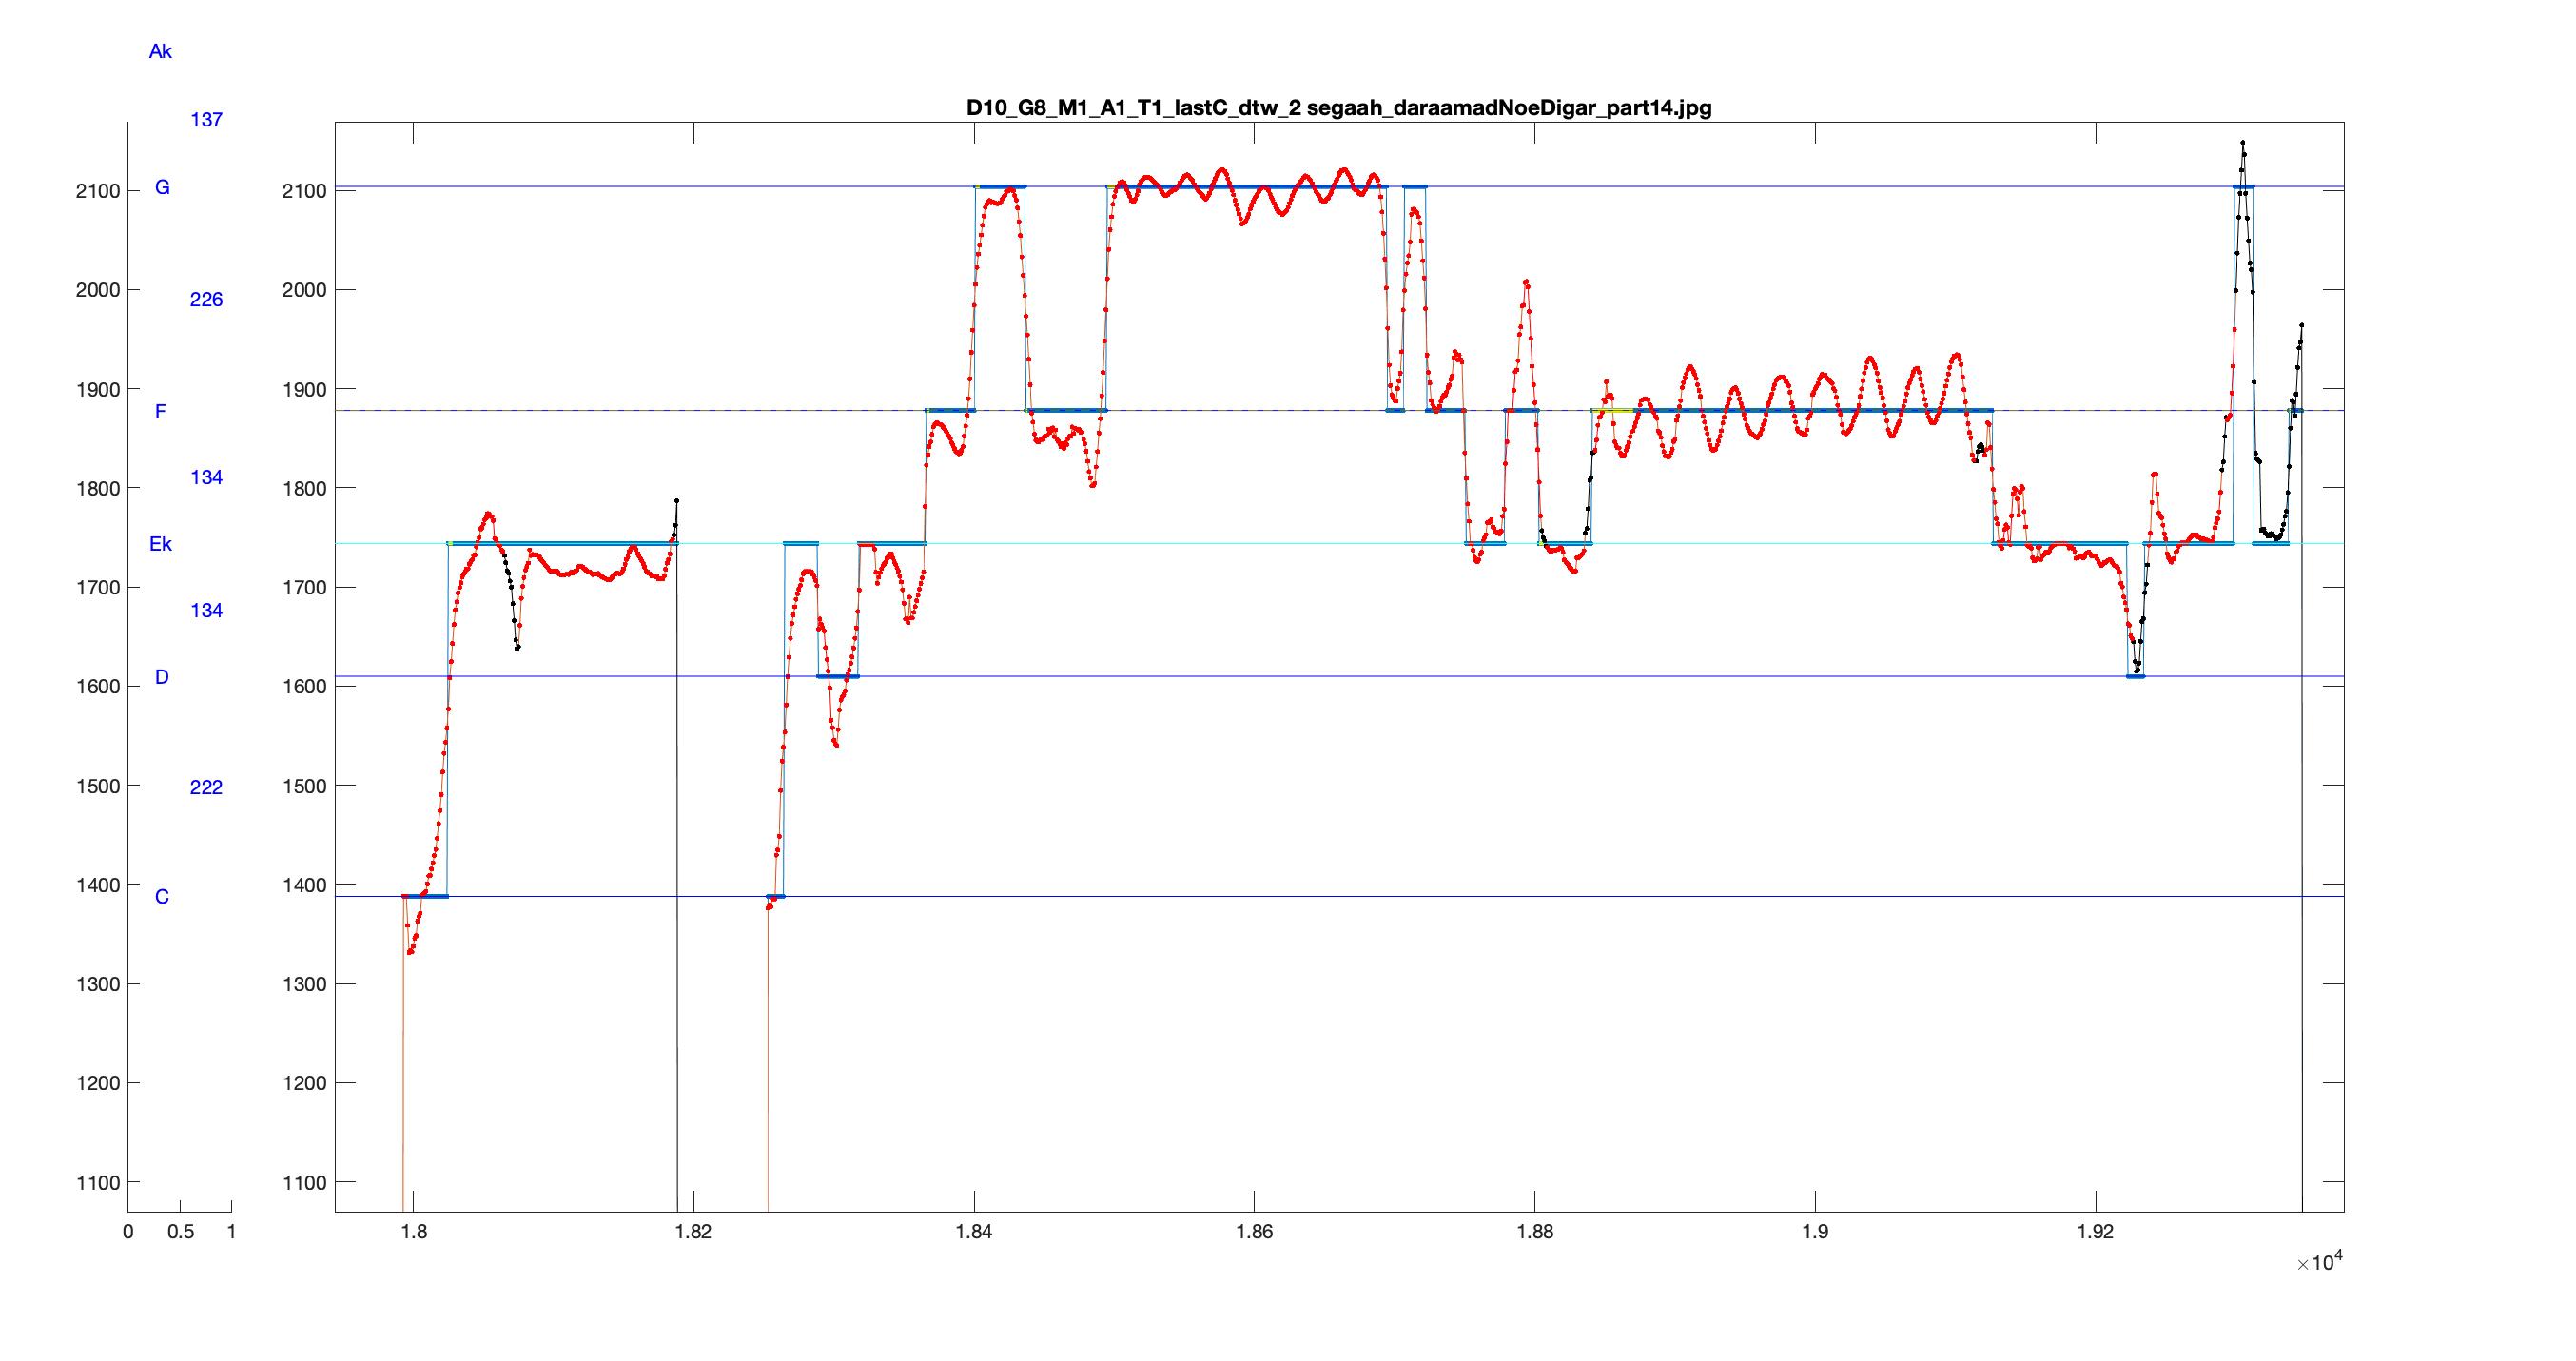 Ak
D10_G8_M1_A1_T1_lastC_dtw_2 segaah_daraamadNoeDigar_part14.jpg
137
2100 G 2100
2000 226 2000
1900 F 1900
1800 134 1800
1700 Ek 1700
1600 134 1600
D
1500 222 1500
1400 C 1400
1300 1300
1200 1200
1100 1100
0 0.5 1 1.8 1.82 1.84 1.86 1.88 1.9 1.92
×10^4